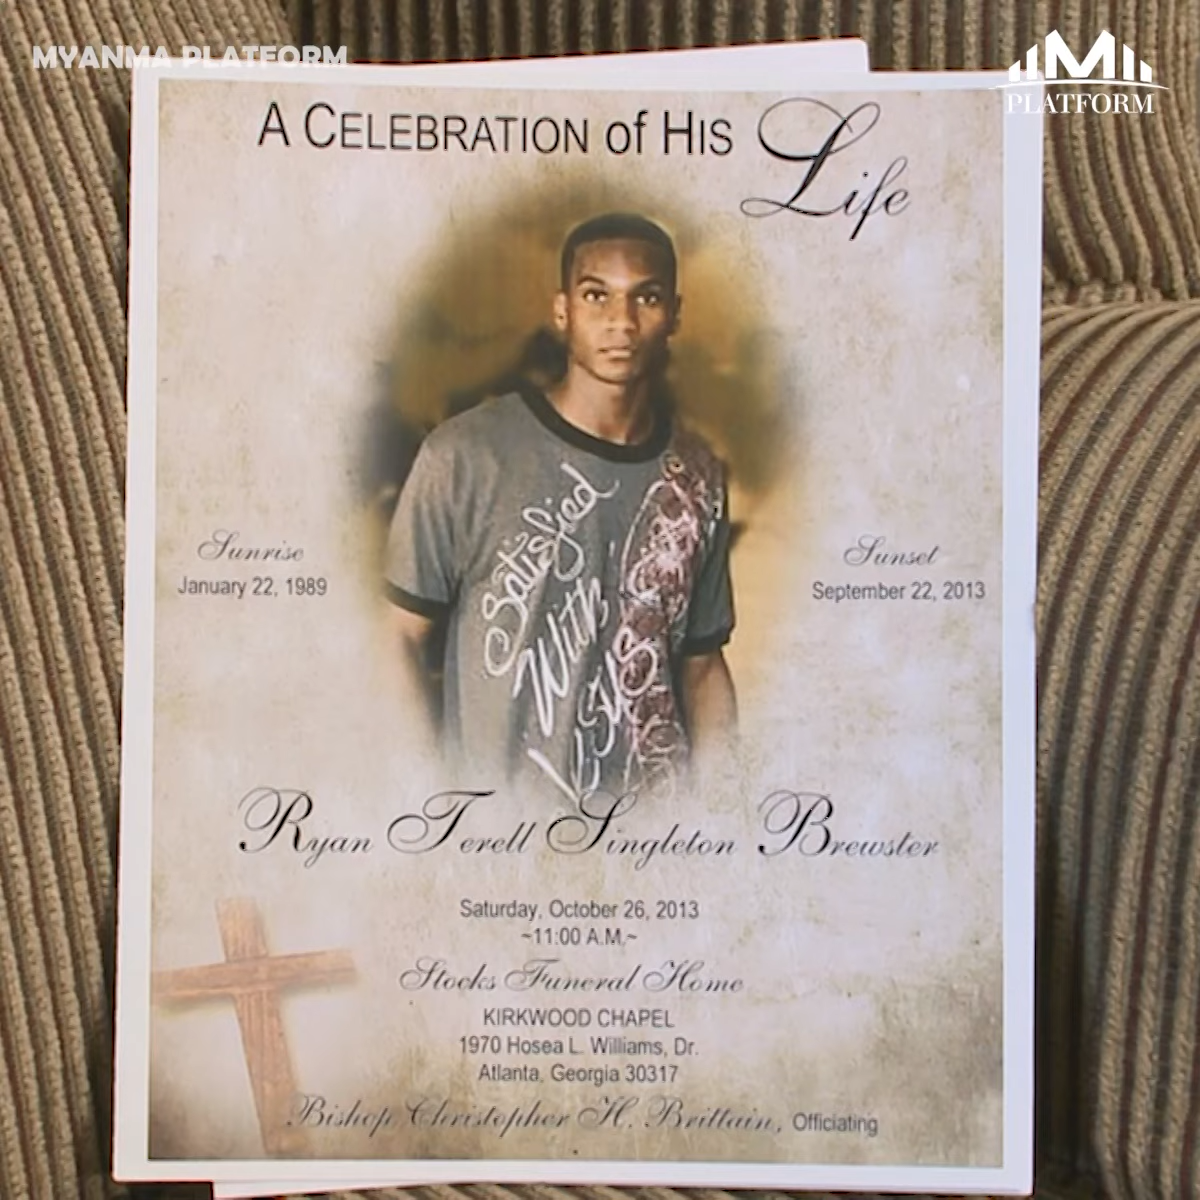 MYANMA PLATFORM
M
PLATFORM
A CELEBRATION of HIS Life
Satisfied
With
Sunrise
January 22, 1989
Sunset
September 22, 2013
Ryan Terell Singleton Brewster
Saturday, October 26, 2013
~11:00 A.M.~
Stocks Funeral Home
KIRKWOOD CHAPEL
1970 Hosea L. Williams, Dr.
Atlanta, Georgia 30317
Bishop Christopher H. Brittain, Officiating